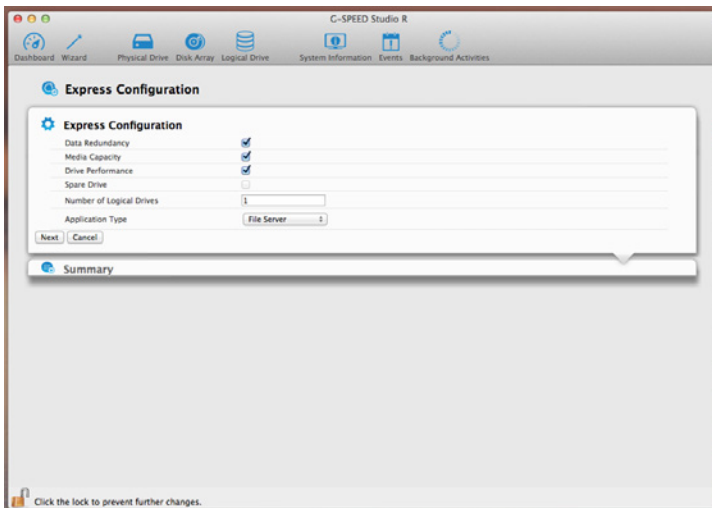 C-SPEED Studio R
Dashboard Wizard Physical Drive Disk Array Logical Drive System Information Events Background Activities
Express Configuration
Express Configuration
Data Redundancy
Media Capacity
Drive Performance
Spare Drive
Number of Logical Drives 1
Application Type File Server
Next Cancel
Summary
Click the lock to prevent further changes.